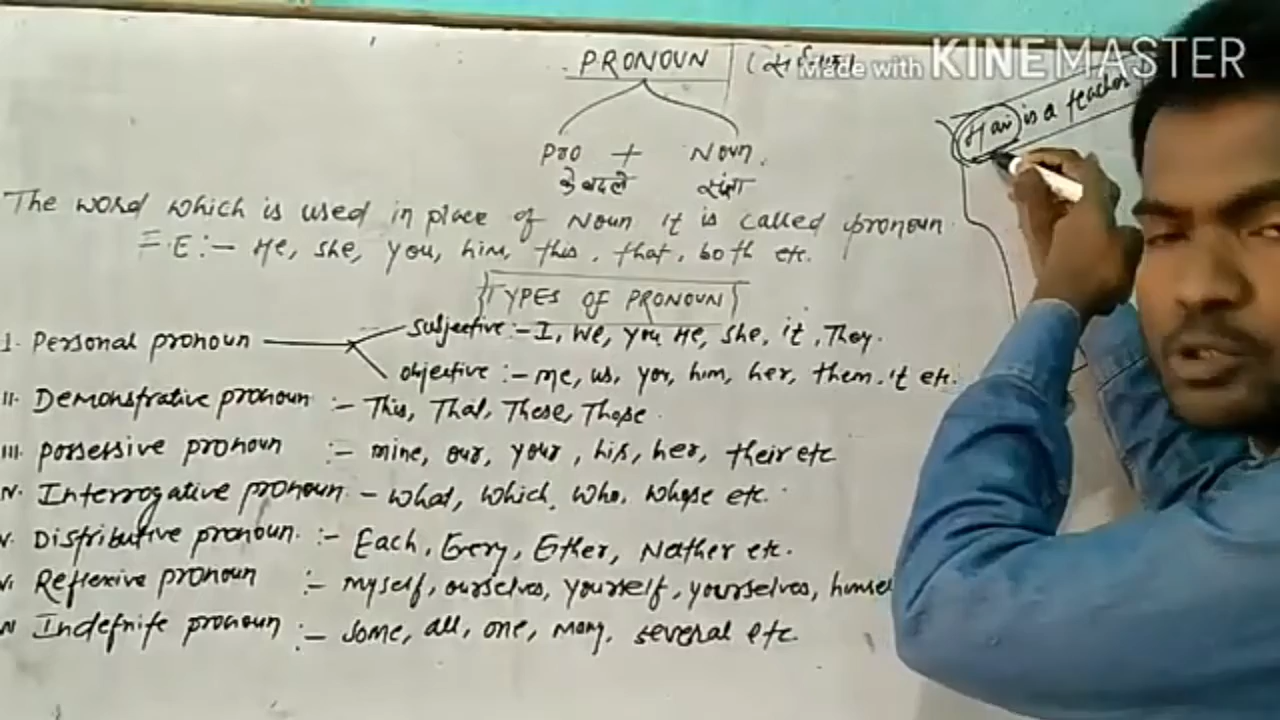 Made with KINEMASTER
PRONOUN
Hari is a teacher
Pro + Noun.
के बदले संज्ञा
The word which is used in place of Noun it is called pronoun.
F.E:- He, she, you, him, this, that, both etc.
TYPES OF PRONOUN
I. Personal pronoun
subjective :- I, we, you, He, she, it, They.
objective :- me, us, you, him, her, them, it etc.
II. Demonstrative pronoun :- This, That, These, Those.
III. possessive pronoun :- mine, our, your, his, her, their etc
IV. Interrogative pronoun - what, which, who, whose etc.
V. Distributive pronoun. :- Each, Every, Either, Neither etc.
VI. Reflexive pronoun :- myself, ourselves, yourself, yourselves, himsel
Indefnite pronoun :- Some, all, one, many, several etc.